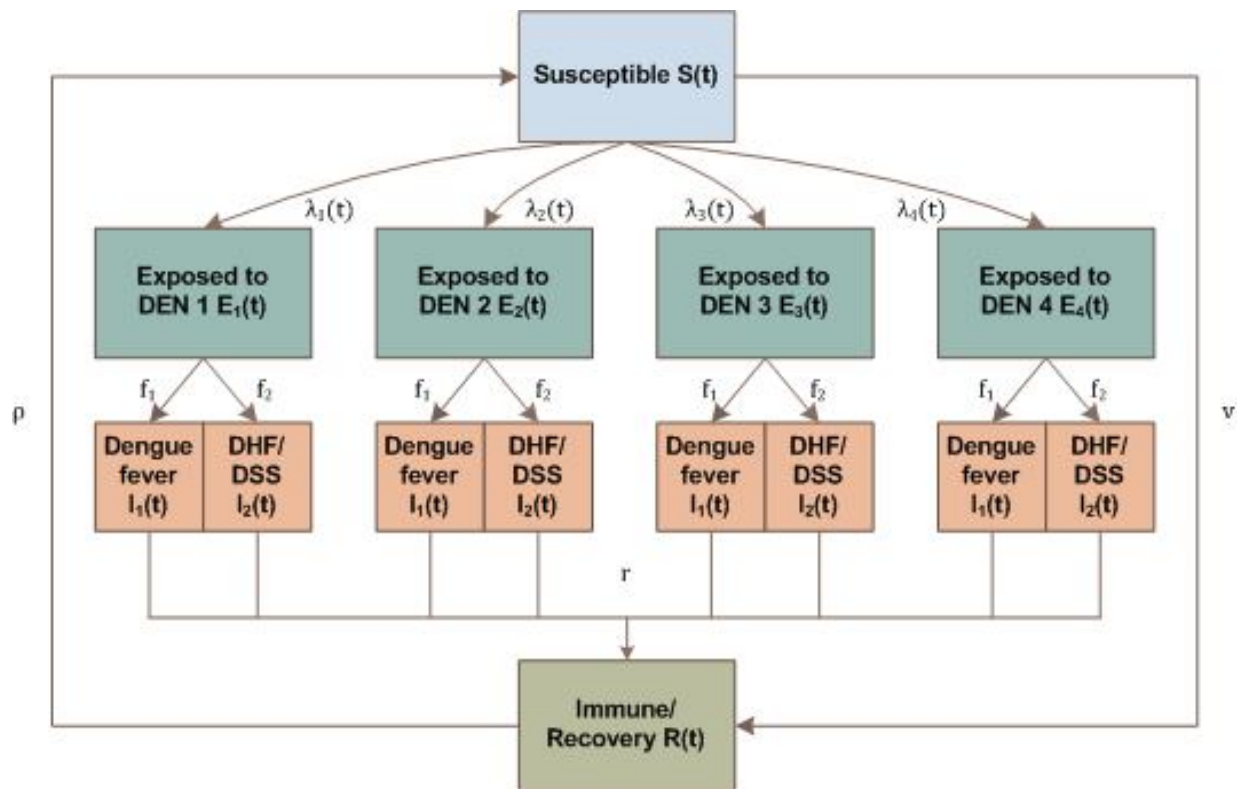 Susceptible S(t)
λ₁(t)
λ₂(t)
λ₃(t)
λ₄(t)
Exposed to
DEN 1 E₁(t)
Exposed to
DEN 2 E₂(t)
Exposed to
DEN 3 E₃(t)
Exposed to
DEN 4 E₄(t)
f₁
f₂
f₁
f₂
f₁
f₂
f₁
f₂
ρ
v
Dengue
fever
I₁(t)
DHF/
DSS
I₂(t)
Dengue
fever
I₁(t)
DHF/
DSS
I₂(t)
Dengue
fever
I₁(t)
DHF/
DSS
I₂(t)
Dengue
fever
I₁(t)
DHF/
DSS
I₂(t)
r
Immune/
Recovery R(t)